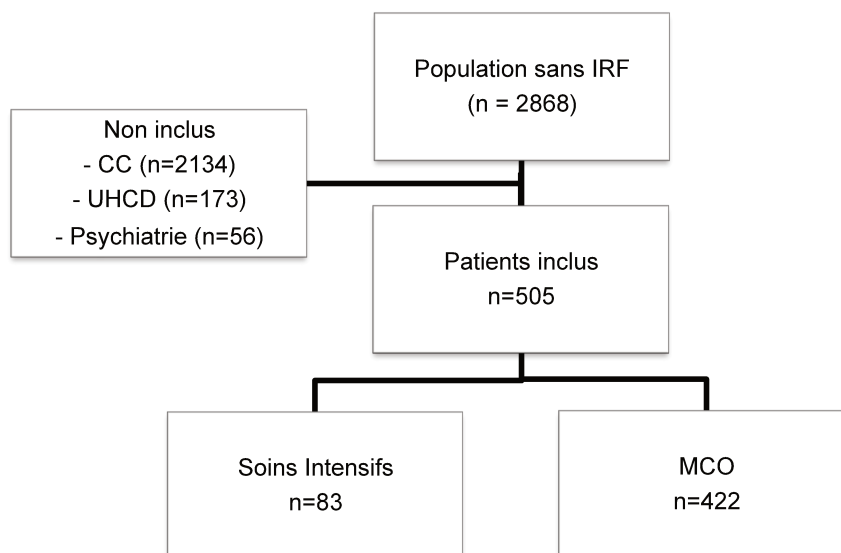 Population sans IRF
(n = 2868)
Non inclus
- CC (n=2134)
- UHCD (n=173)
- Psychiatrie (n=56)
Patients inclus
n=505
Soins Intensifs
n=83
MCO
n=422